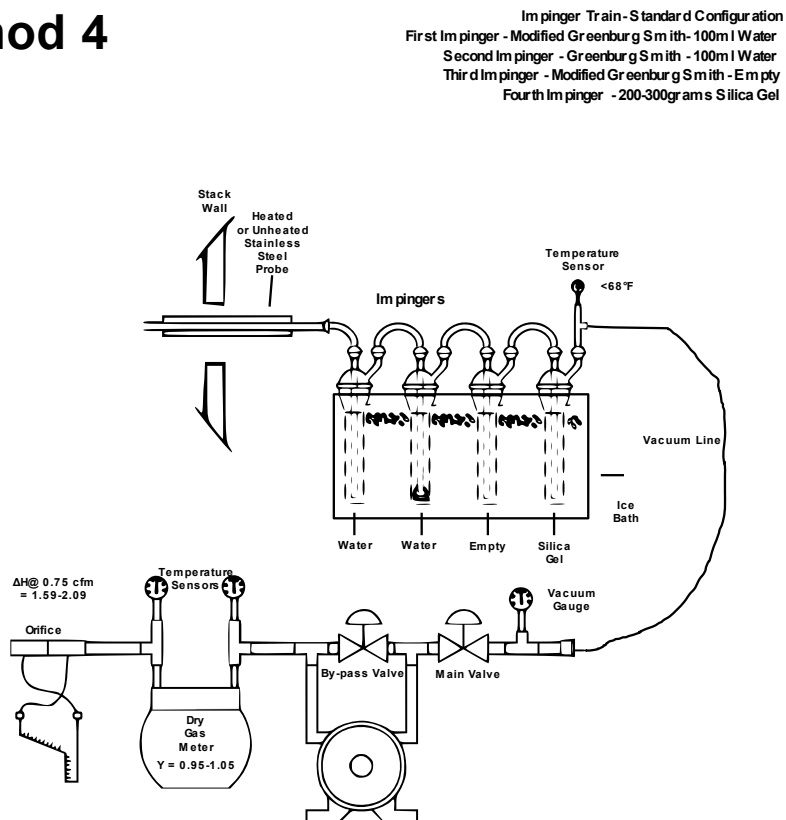 nod 4
Impinger Train-Standard Configuration
First Impinger - Modified Greenburg Smith- 100ml Water
Second Impinger - Greenburg Smith - 100ml Water
Third Impinger - Modified Greenburg Smith - Empty
Fourth Impinger - 200-300grams Silica Gel
Stack
Wall
Heated
or Unheated
Stainless
Steel
Probe
Impingers
Temperature
Sensor
<68°F
Vacuum Line
Ice
Bath
Water
Water
Empty
Silica
Gel
ΔH@ 0.75 cfm
= 1.59-2.09
Temperature
Sensors
Vacuum
Gauge
Orifice
By-pass Valve
Main Valve
Dry
Gas
Meter
Y = 0.95-1.05